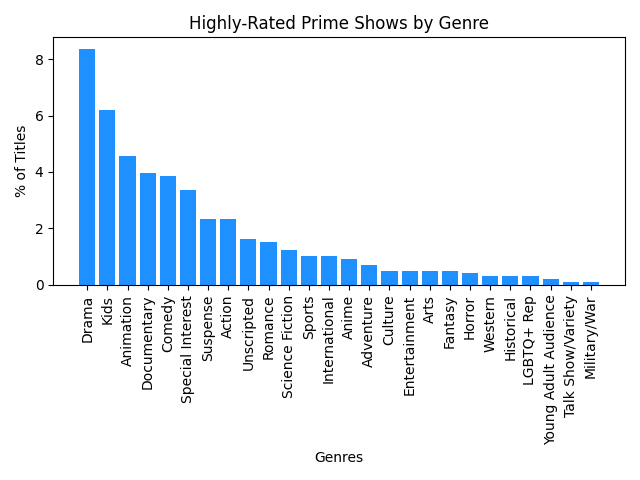 Highly-Rated Prime Shows by Genre
% of Titles
8
6
4
2
0
Drama
Kids
Animation
Documentary
Comedy
Special Interest
Suspense
Action
Unscripted
Romance
Science Fiction
Sports
International
Anime
Adventure
Culture
Entertainment
Arts
Fantasy
Horror
Western
Historical
LGBTQ+ Rep
Young Adult Audience
Talk Show/Variety
Military/War
Genres